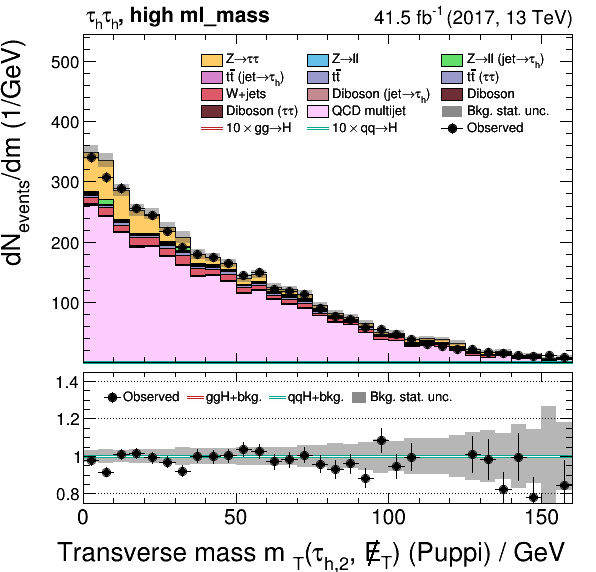 τhτh, high ml_mass 41.5 fb⁻¹ (2017, 13 TeV)
dNevents/dm (1/GeV)
500
400
300
200
100
Z→ττ Z→ll Z→ll (jet→τh)
tt̄ (jet→τh) tt̄ tt̄ (ττ)
W+jets Diboson (jet→τh) Diboson
Diboson (ττ) QCD multijet Bkg. stat. unc.
10 × gg→H 10 × qq→H Observed
1.4
1.2
1
0.8
Observed ggH+bkg. qqH+bkg. Bkg. stat. unc.
0 50 100 150
Transverse mass m T(τh,2, E̸T) (Puppi) / GeV